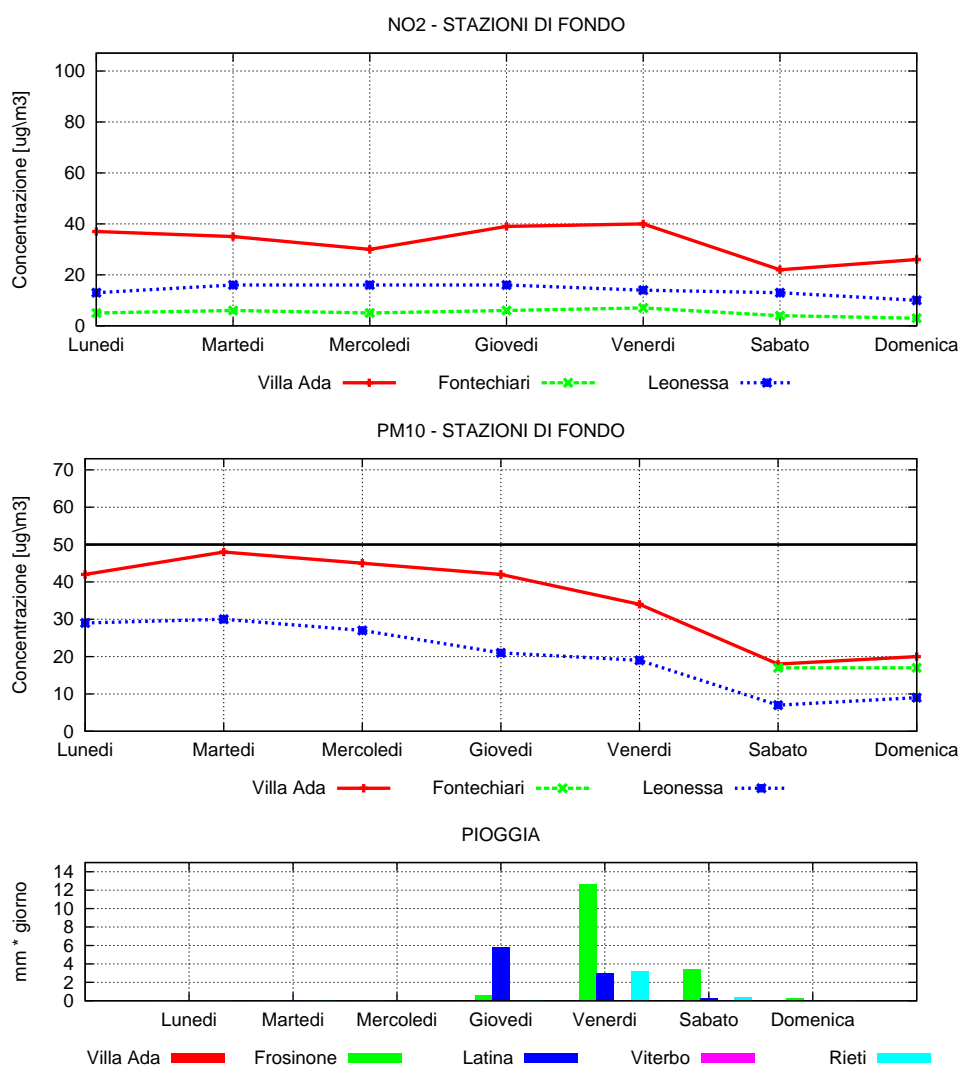 NO2 - STAZIONI DI FONDO
Concentrazione [ug\m3]
100
80
60
40
20
0
Lunedi Martedi Mercoledi Giovedi Venerdi Sabato Domenica
Villa Ada Fontechiari Leonessa
PM10 - STAZIONI DI FONDO
Concentrazione [ug\m3]
70
60
50
40
30
20
10
0
Lunedi Martedi Mercoledi Giovedi Venerdi Sabato Domenica
Villa Ada Fontechiari Leonessa
PIOGGIA
mm * giorno
14
12
10
8
6
4
2
0
Lunedi Martedi Mercoledi Giovedi Venerdi Sabato Domenica
Villa Ada Frosinone Latina Viterbo Rieti